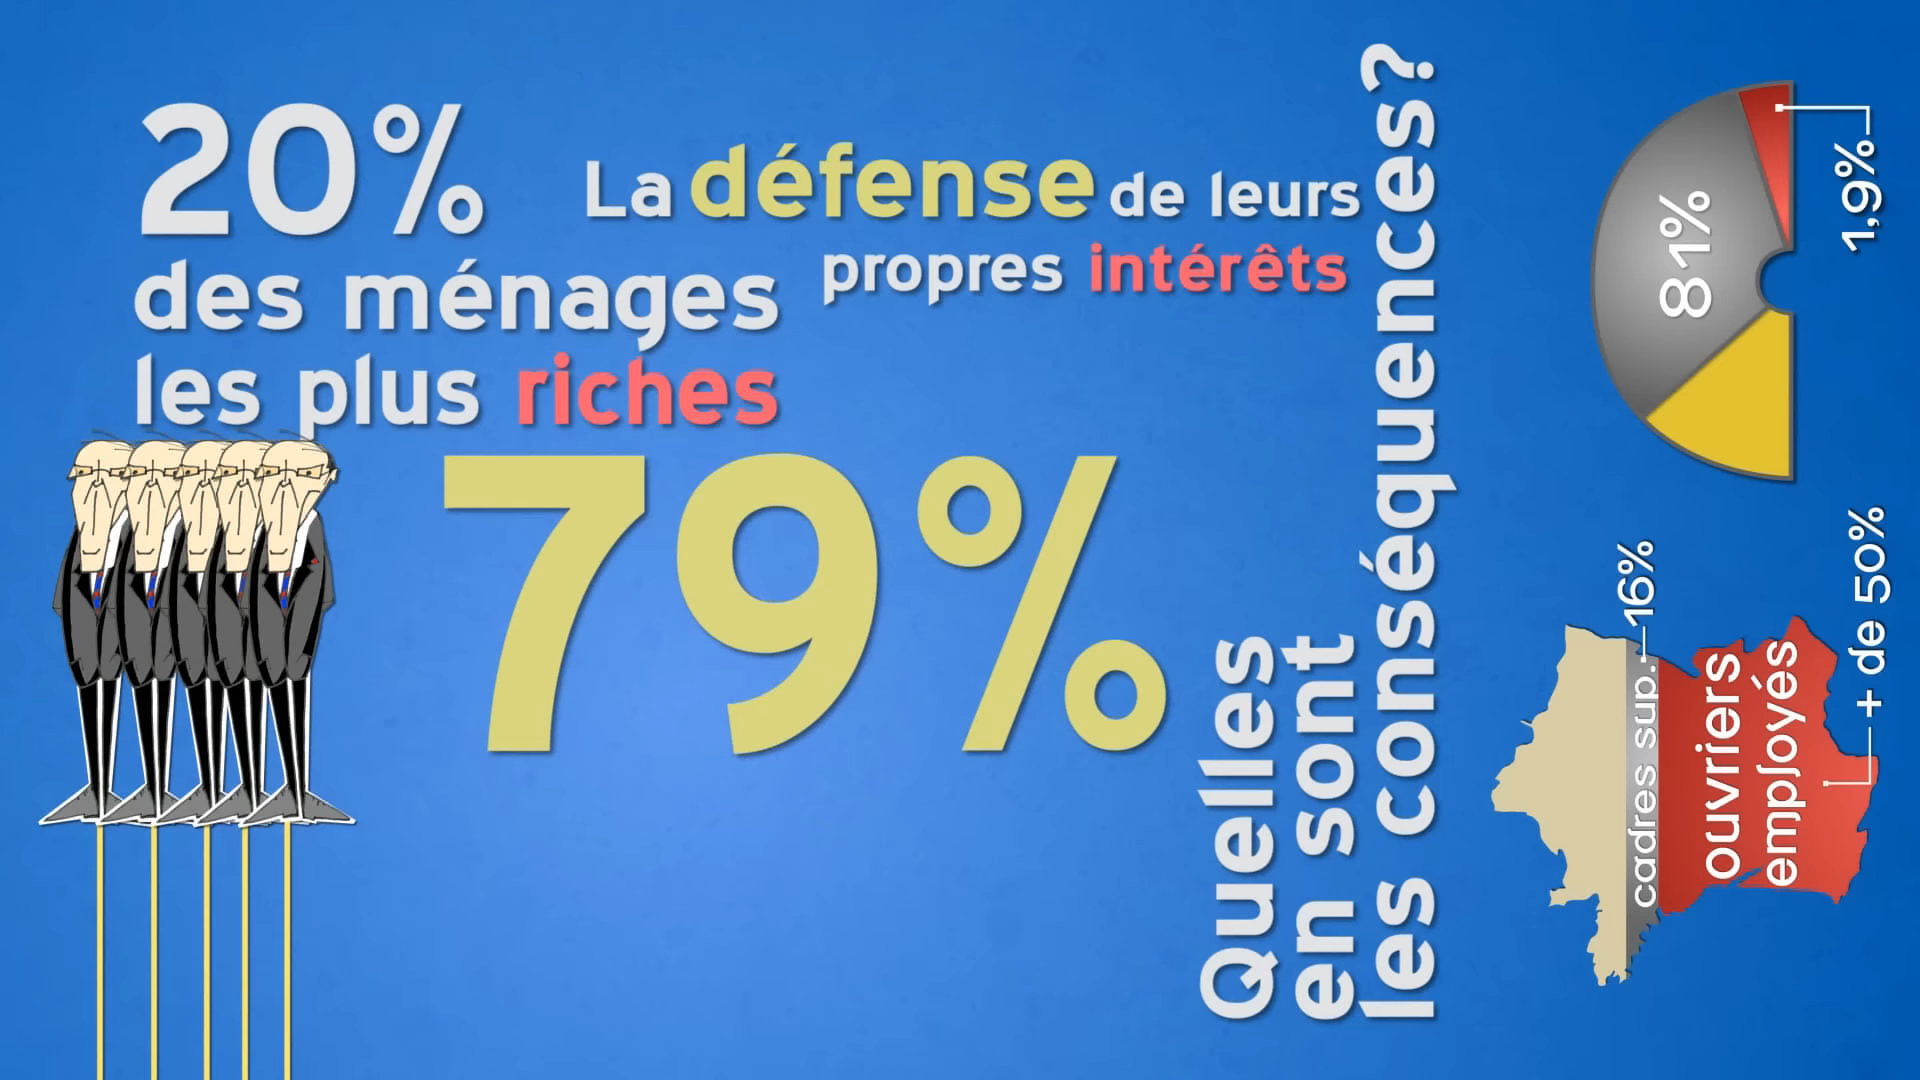 20%
des ménages
les plus riches
La défense de leurs
propres intérêts
79%
Quelles
en sont
les conséquences?
81%
1,9%
16%
cadres sup.
ouvriers
employés
+ de 50%